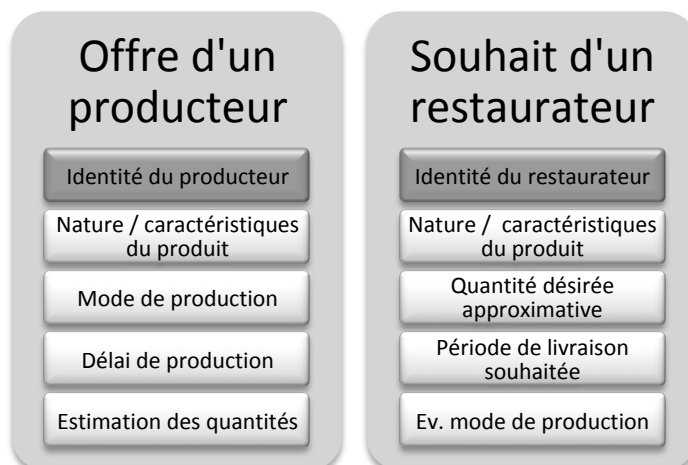 Offre d'un
producteur
Identité du producteur
Nature / caractéristiques
du produit
Mode de production
Délai de production
Estimation des quantités
Souhait d'un
restaurateur
Identité du restaurateur
Nature / caractéristiques
du produit
Quantité désirée
approximative
Période de livraison
souhaitée
Ev. mode de production